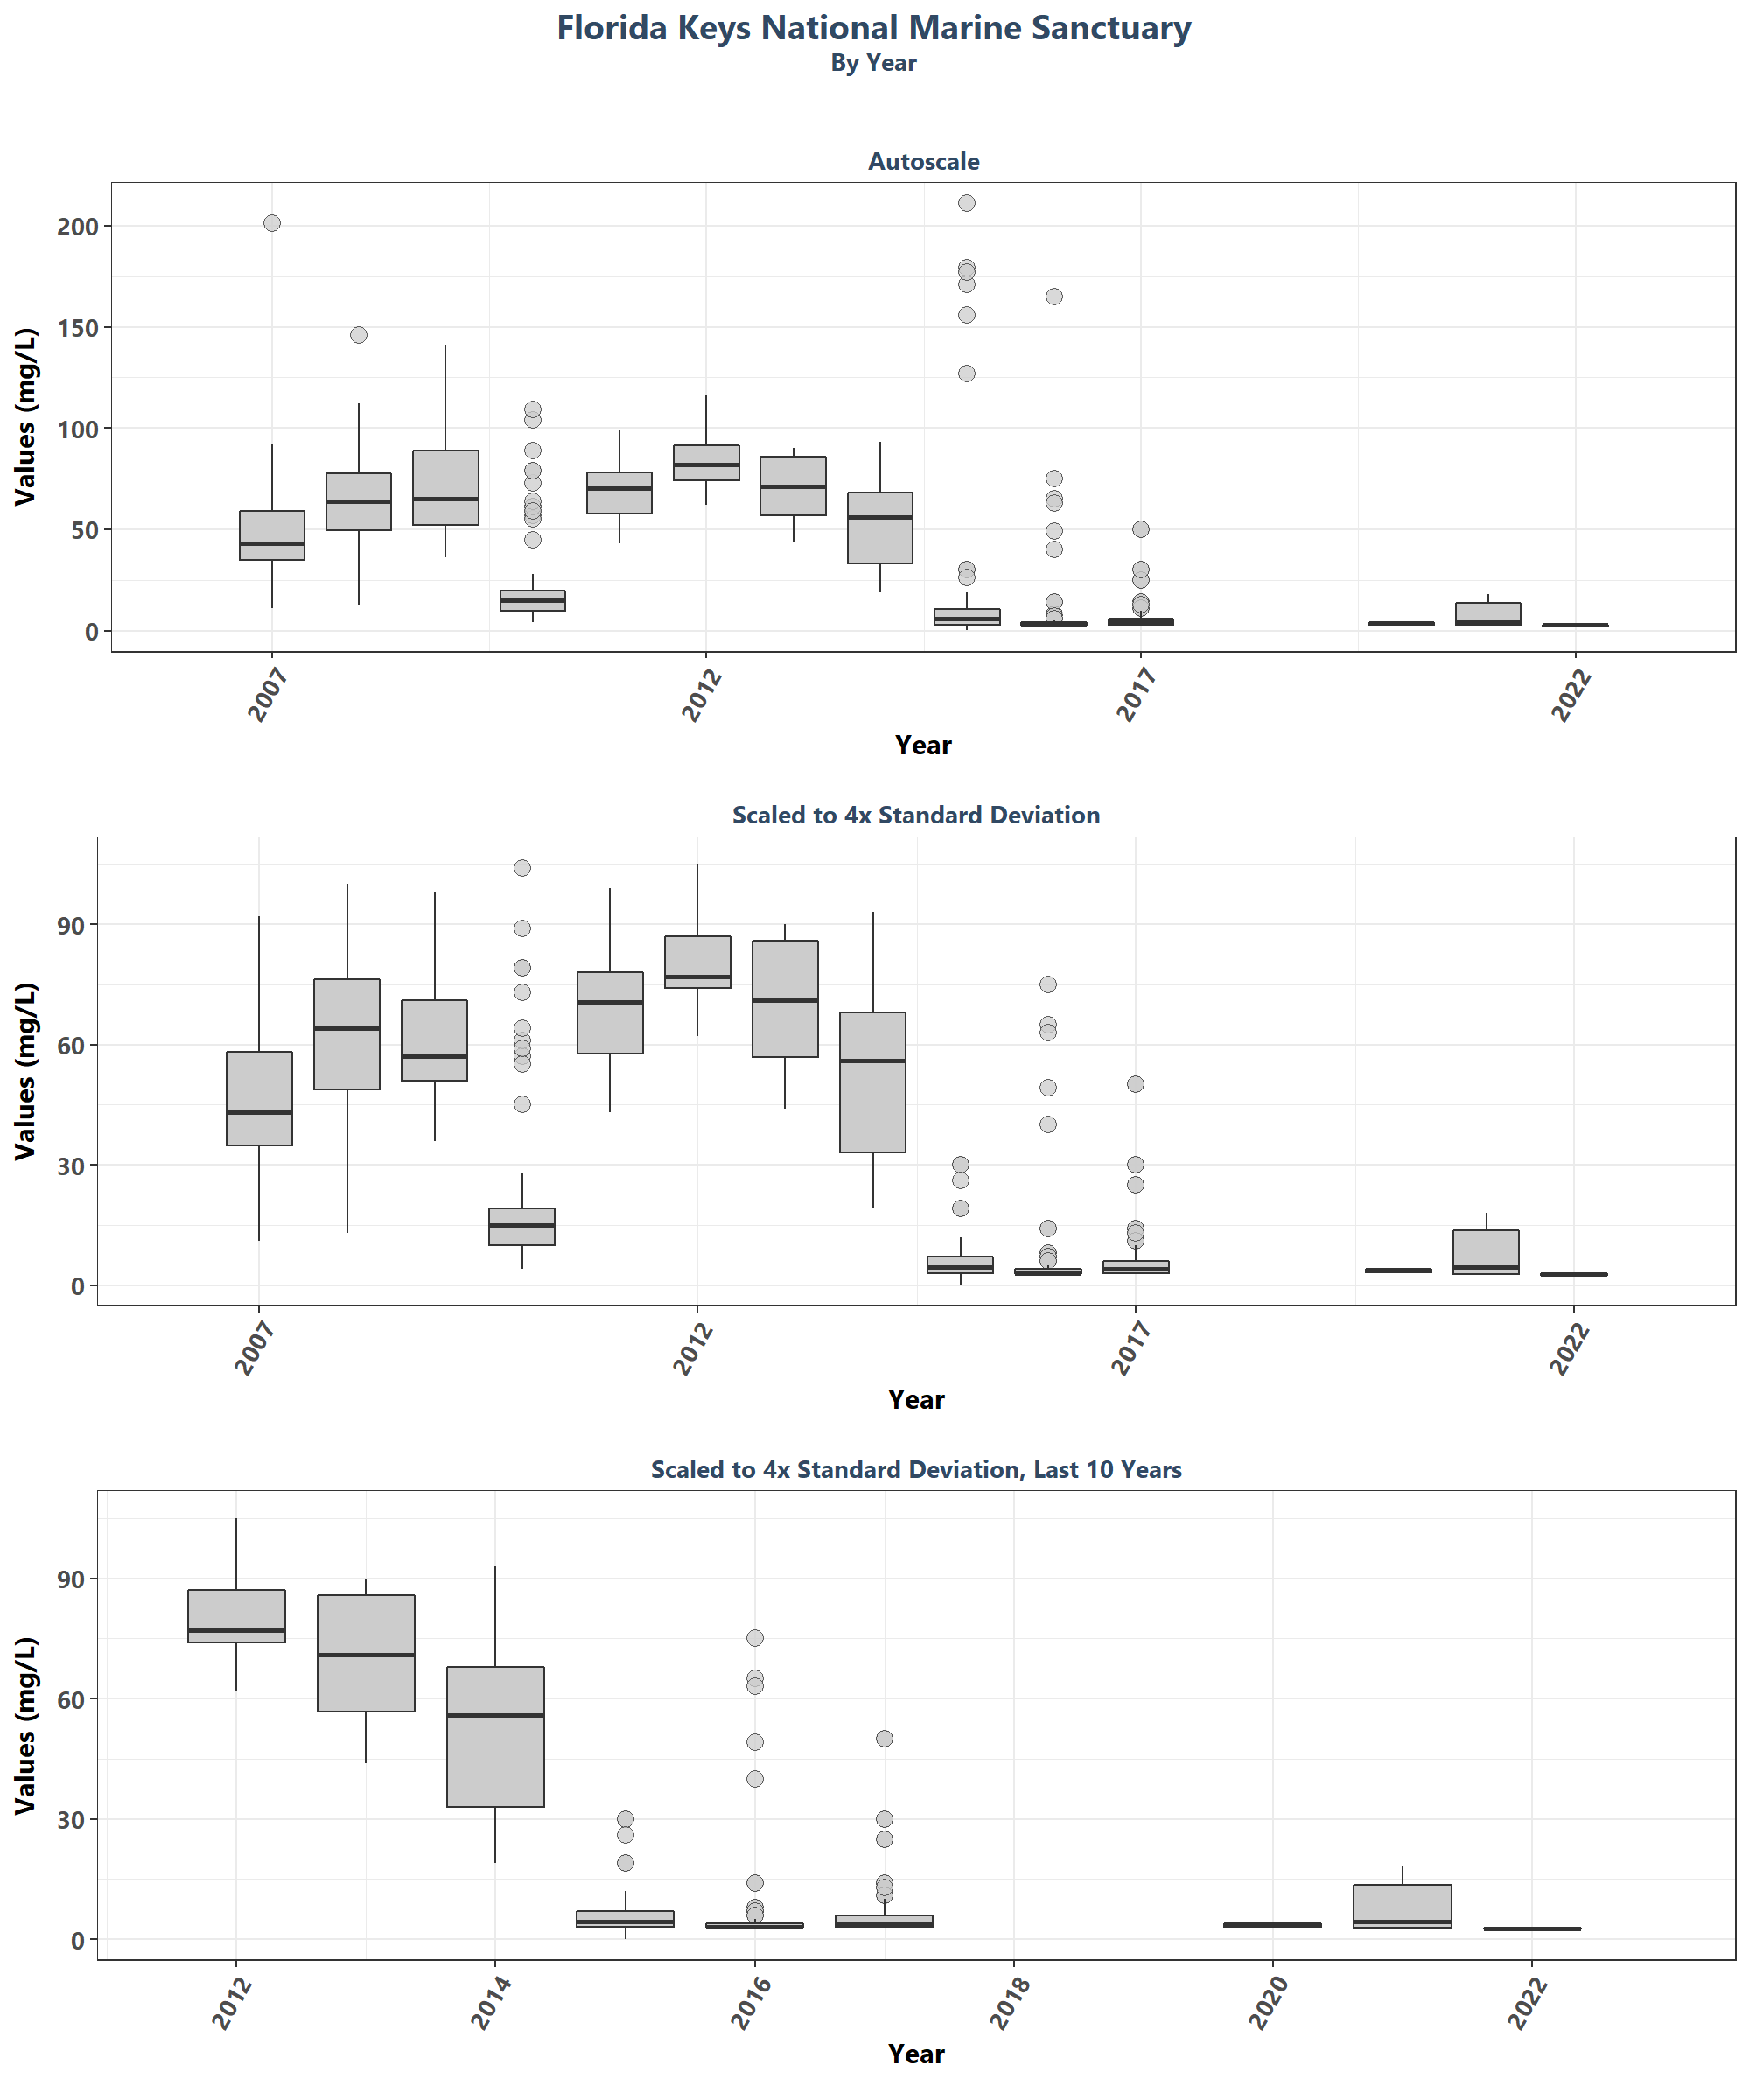 Florida Keys National Marine Sanctuary
By Year
Autoscale
Values (mg/L)
200
150
100
50
0
2007
2012
2017
2022
Year
Scaled to 4x Standard Deviation
Values (mg/L)
90
60
30
0
2007
2012
2017
2022
Year
Scaled to 4x Standard Deviation, Last 10 Years
Values (mg/L)
90
60
30
0
2012
2014
2016
2018
2020
2022
Year